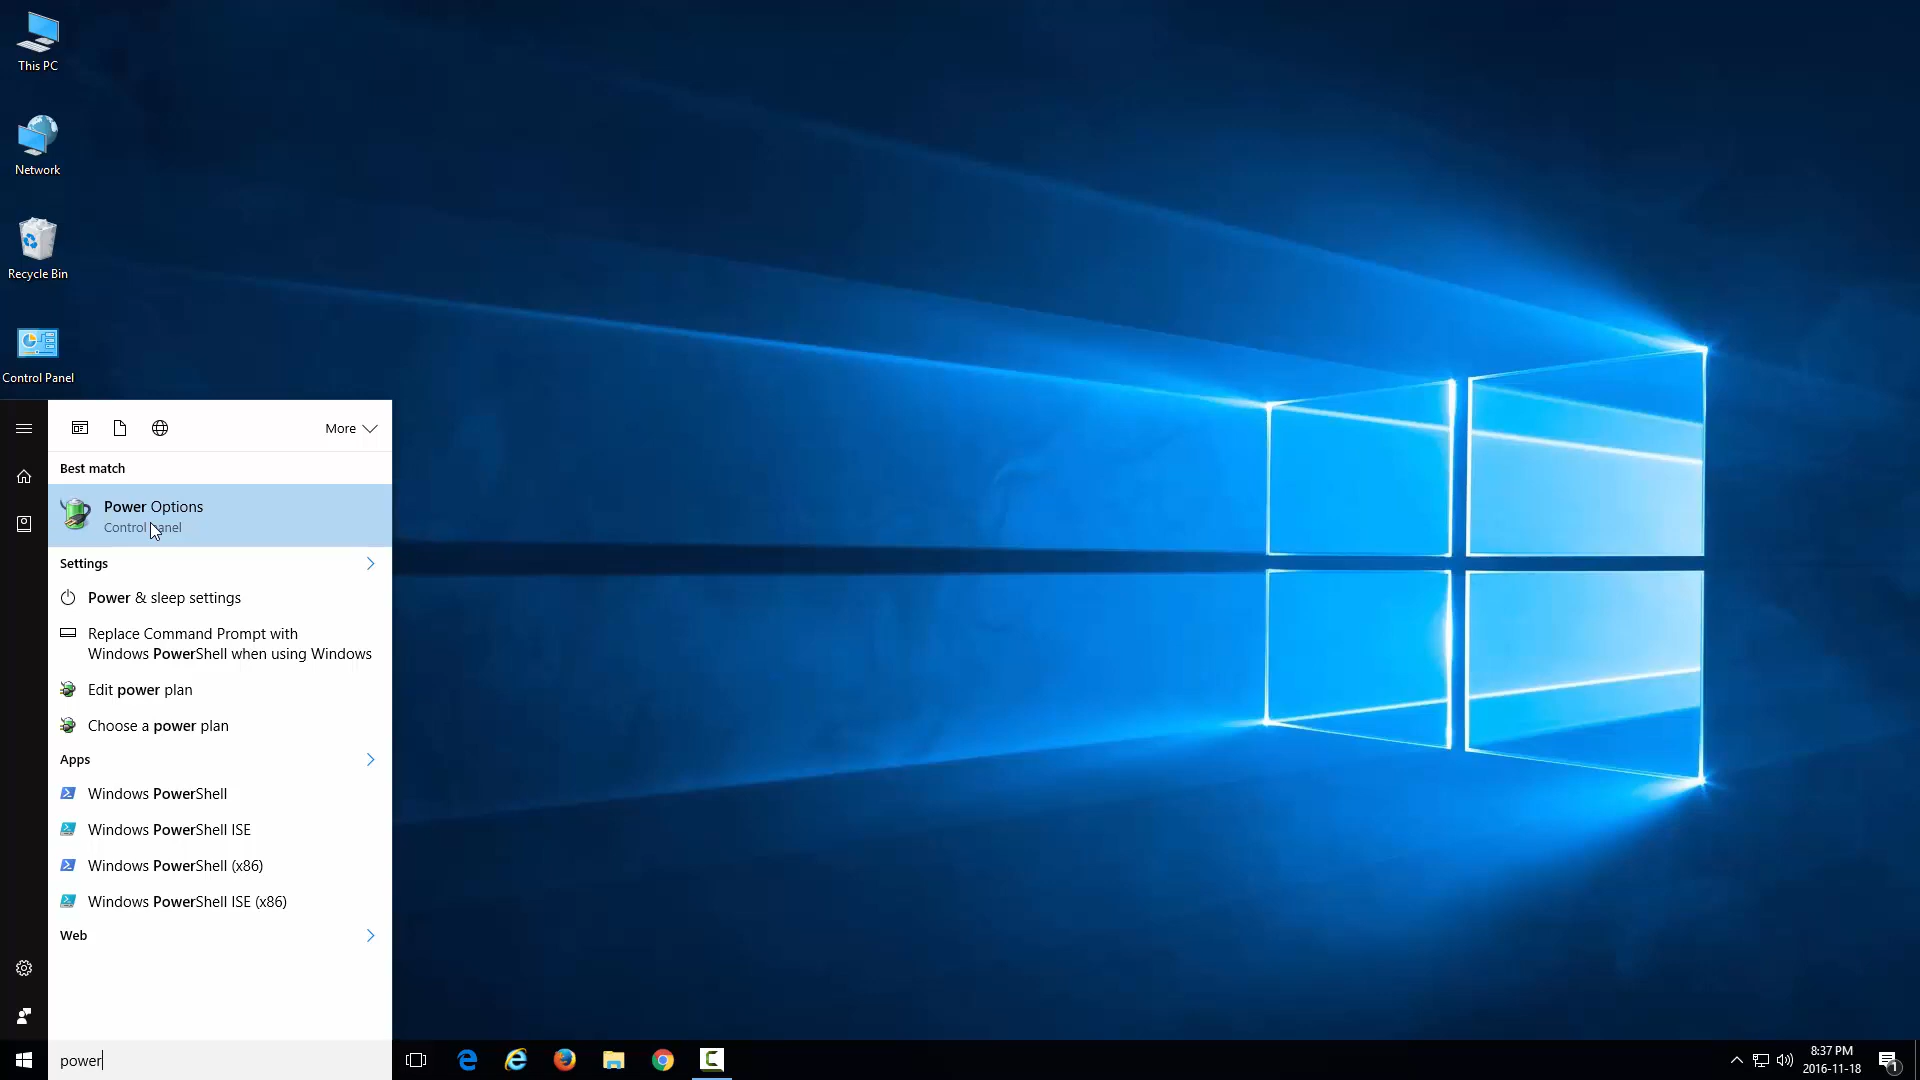 This PC
Network
Recycle Bin
Control Panel
More
Best match
Power Options
Control Panel
Settings
Power & sleep settings
Replace Command Prompt with
Windows PowerShell when using Windows
Edit power plan
Choose a power plan
Apps
Windows PowerShell
Windows PowerShell ISE
Windows PowerShell (x86)
Windows PowerShell ISE (x86)
Web
power
8:37 PM
2016-11-18
1